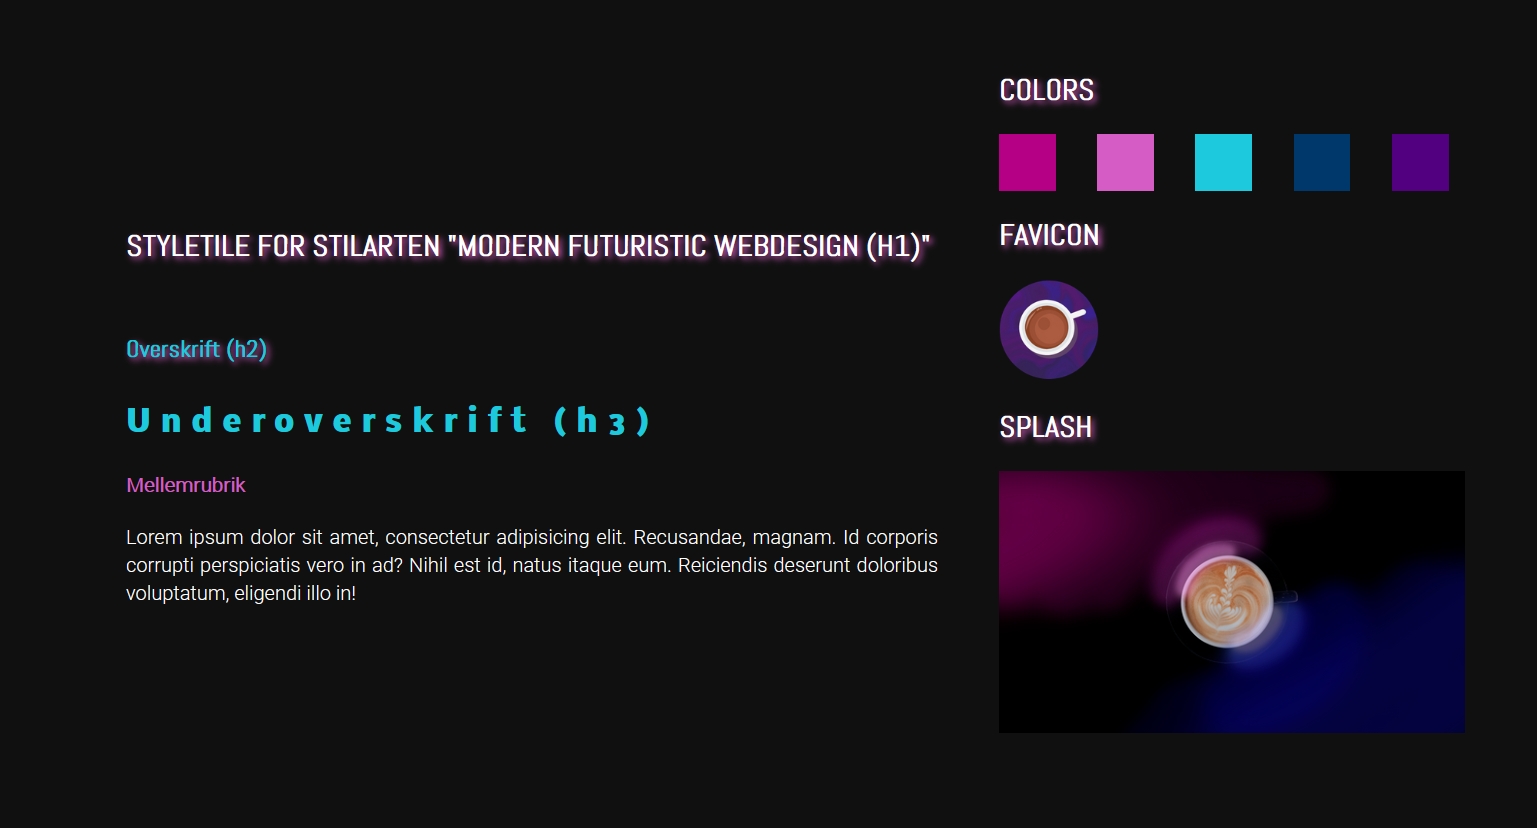 STYLETILE FOR STILARTEN "MODERN FUTURISTIC WEBDESIGN (H1)"
Overskrift (h2)
Underoverskrift (h3)
Mellemrubrik
Lorem ipsum dolor sit amet, consectetur adipisicing elit. Recusandae, magnam. Id corporis
corrupti perspiciatis vero in ad? Nihil est id, natus itaque eum. Reiciendis deserunt doloribus
voluptatum, eligendi illo in!
COLORS
FAVICON
SPLASH